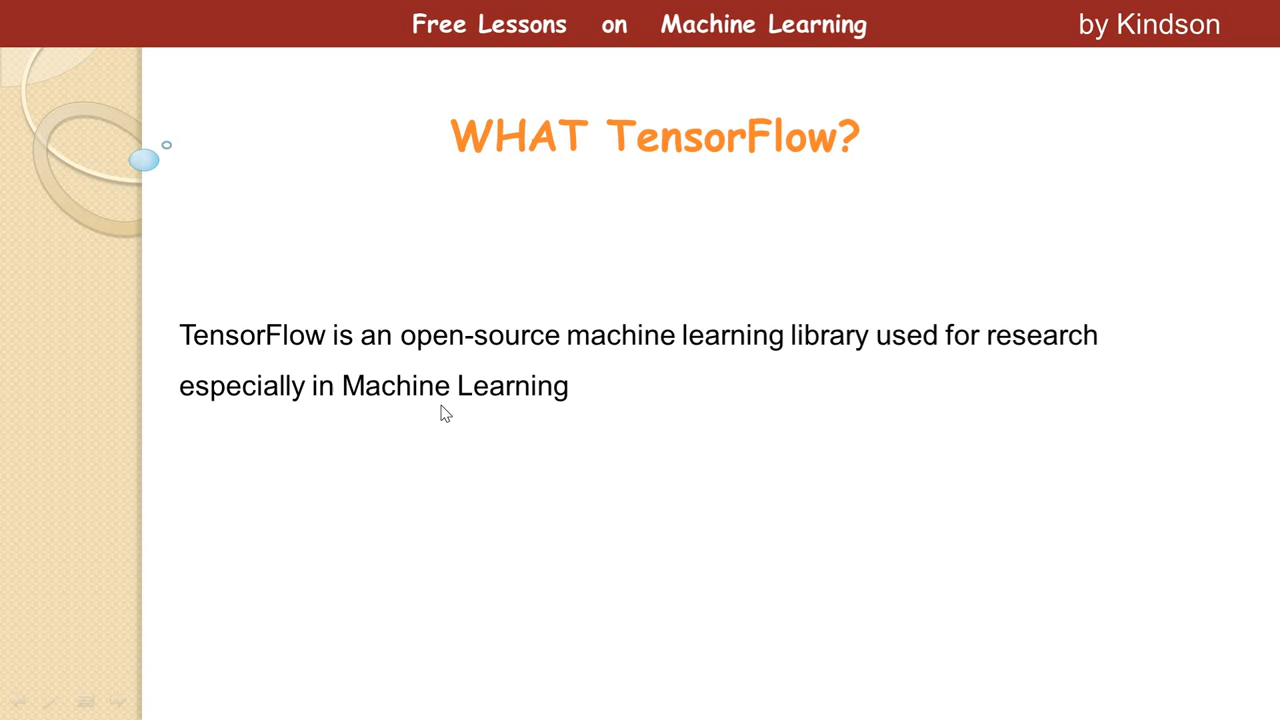 Free Lessons on Machine Learning by Kindson
WHAT TensorFlow?
TensorFlow is an open-source machine learning library used for research
especially in Machine Learning